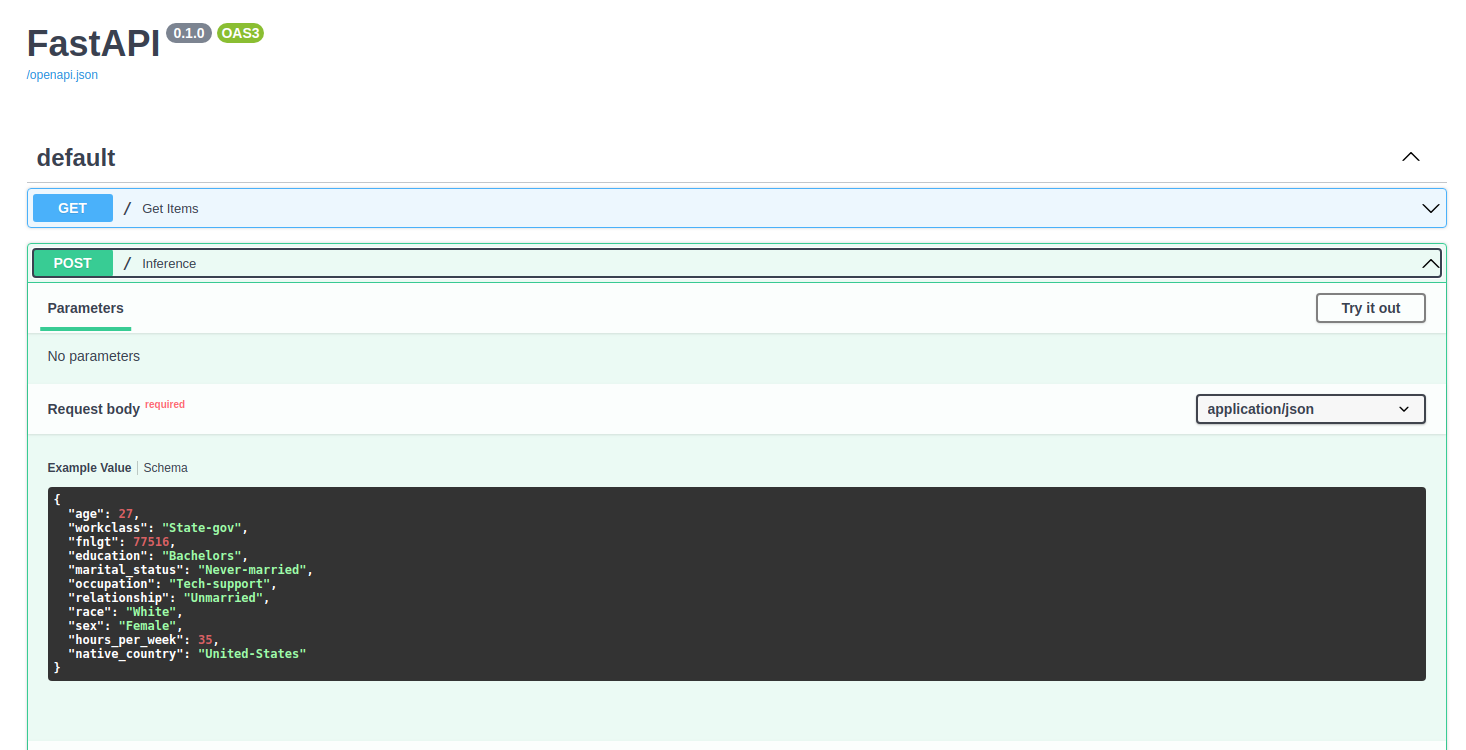 FastAPI 0.1.0 OAS3
/openapi.json
default
GET / Get Items
POST / Inference
Parameters Try it out
No parameters
Request body required application/json
Example Value Schema
{
"age": 27,
"workclass": "State-gov",
"fnlgt": 77516,
"education": "Bachelors",
"marital_status": "Never-married",
"occupation": "Tech-support",
"relationship": "Unmarried",
"race": "White",
"sex": "Female",
"hours_per_week": 35,
"native_country": "United-States"
}